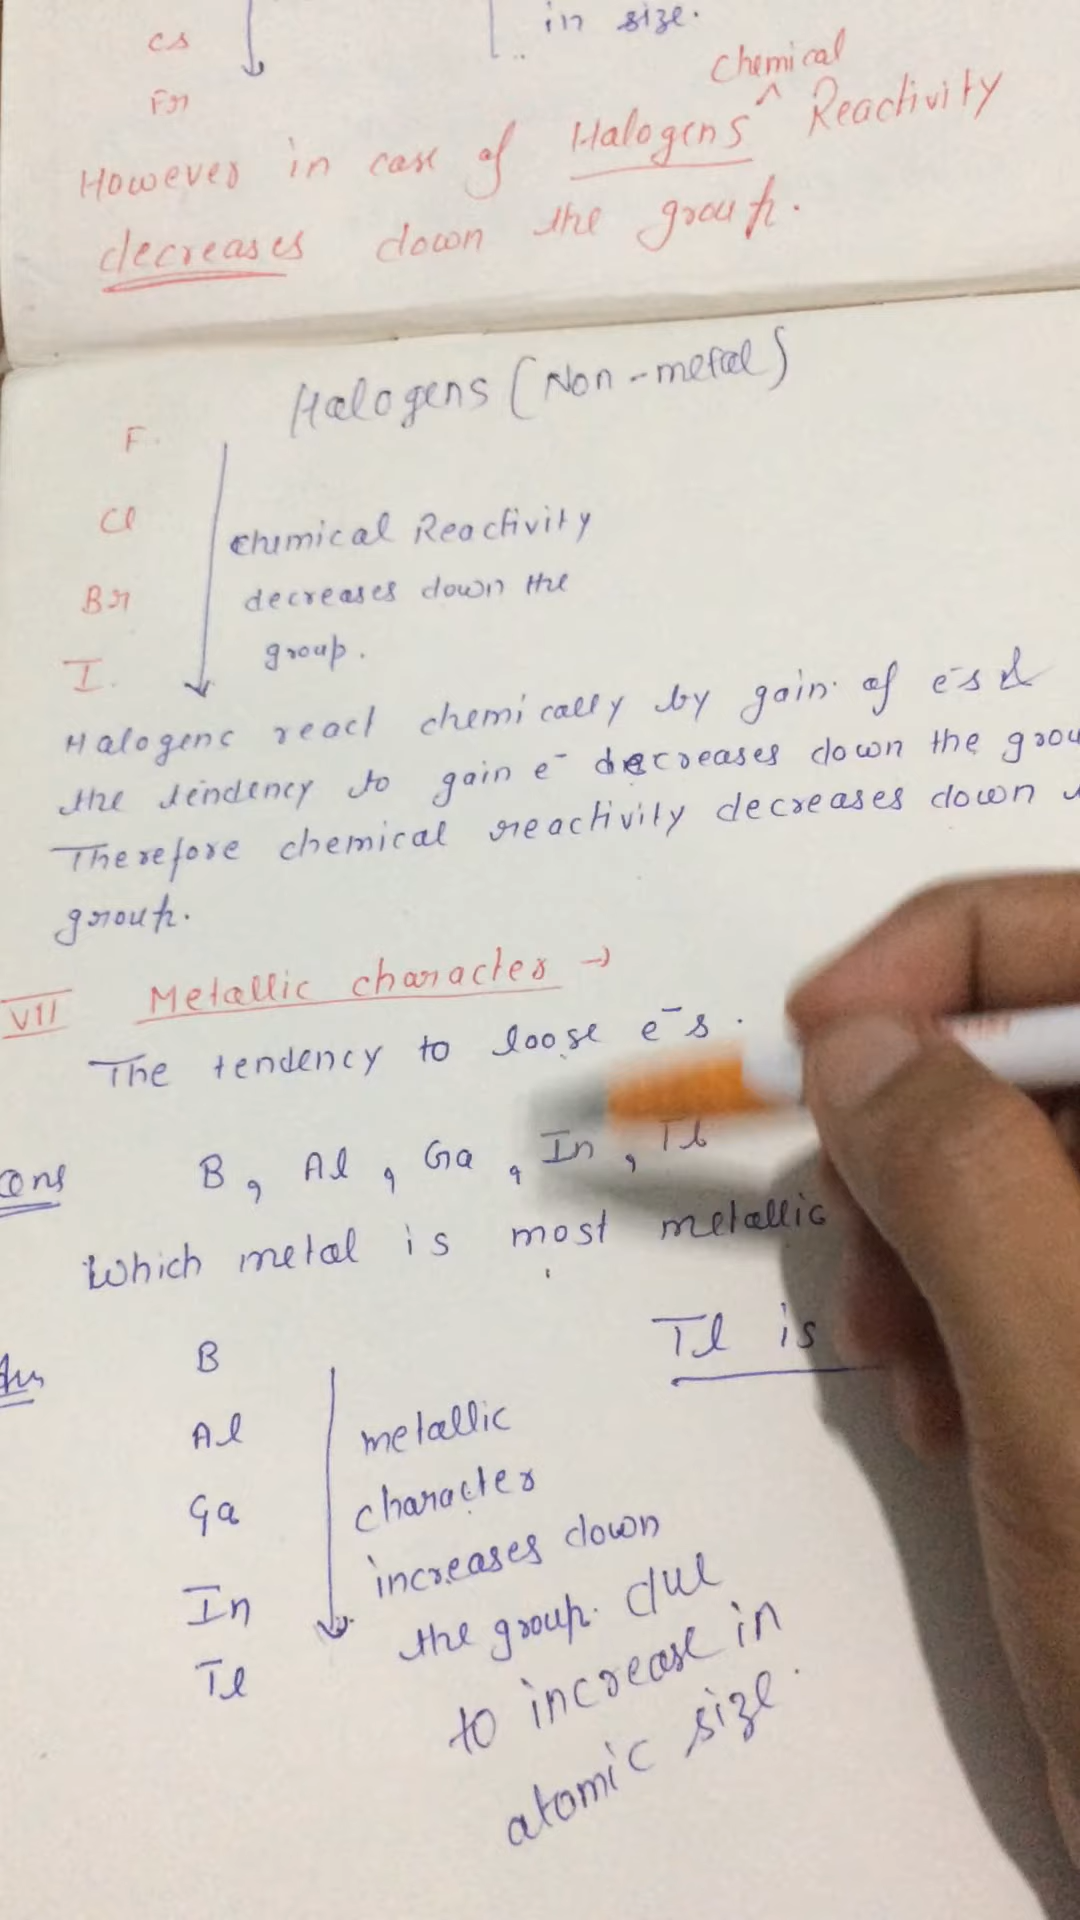 in size.
Cs
Fr
Chemical
However in case of Halogens ^ Reactivity
decreases down the group.
Halogens (Non-metal)
F
Cl
Chemical Reactivity
Br
decreases down the
group.
I
Halogens react chemically by gain of e⁻s &
the tendency to gain e⁻ decreases down the grou
Therefore chemical reactivity decreases down
group.
VII Metallic character →
The tendency to loose e⁻s.
B, Al, Ga, In, Tl
Which metal is most metallic
Tl is
Ans
B
Al
metallic
Ga
character
increases down
In
the group. due
Tl
to increase in
atomic size.